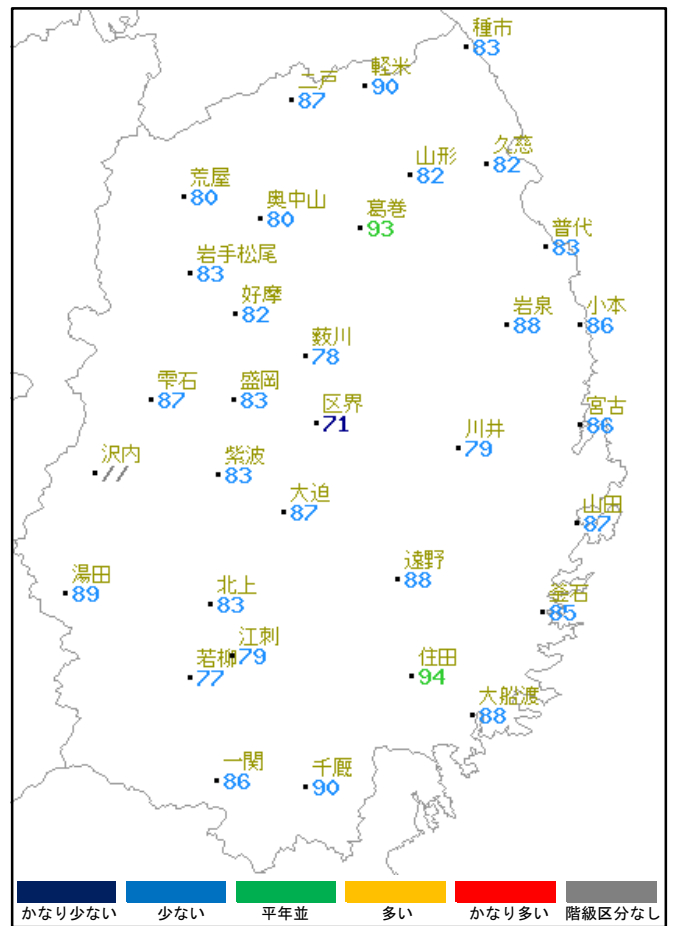 種市
83
軽米
90
二戸
87
久慈
82
山形
82
荒屋
80
奥中山
80
葛巻
93
普代
83
岩手松尾
83
好摩
82
岩泉
88
小本
86
薮川
78
雫石
87
盛岡
83
区界
71
宮古
86
川井
79
沢内
//
紫波
83
大迫
87
山田
87
湯田
89
北上
83
遠野
88
釜石
85
江刺
79
若柳
77
住田
94
大船渡
88
一関
86
千厩
90
かなり少ない 少ない 平年並 多い かなり多い 階級区分なし